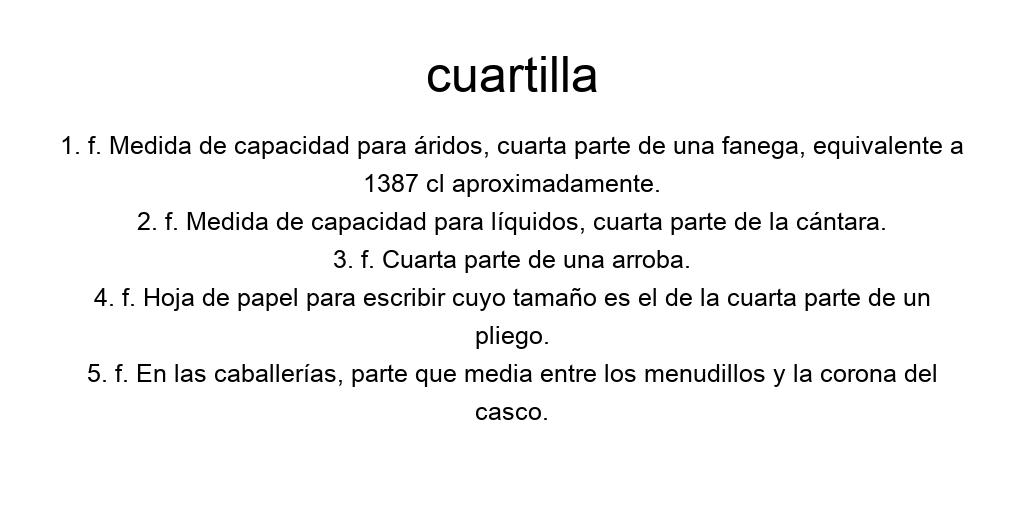 cuartilla
1. f. Medida de capacidad para áridos, cuarta parte de una fanega, equivalente a
1387 cl aproximadamente.
2. f. Medida de capacidad para líquidos, cuarta parte de la cántara.
3. f. Cuarta parte de una arroba.
4. f. Hoja de papel para escribir cuyo tamaño es el de la cuarta parte de un
pliego.
5. f. En las caballerías, parte que media entre los menudillos y la corona del
casco.